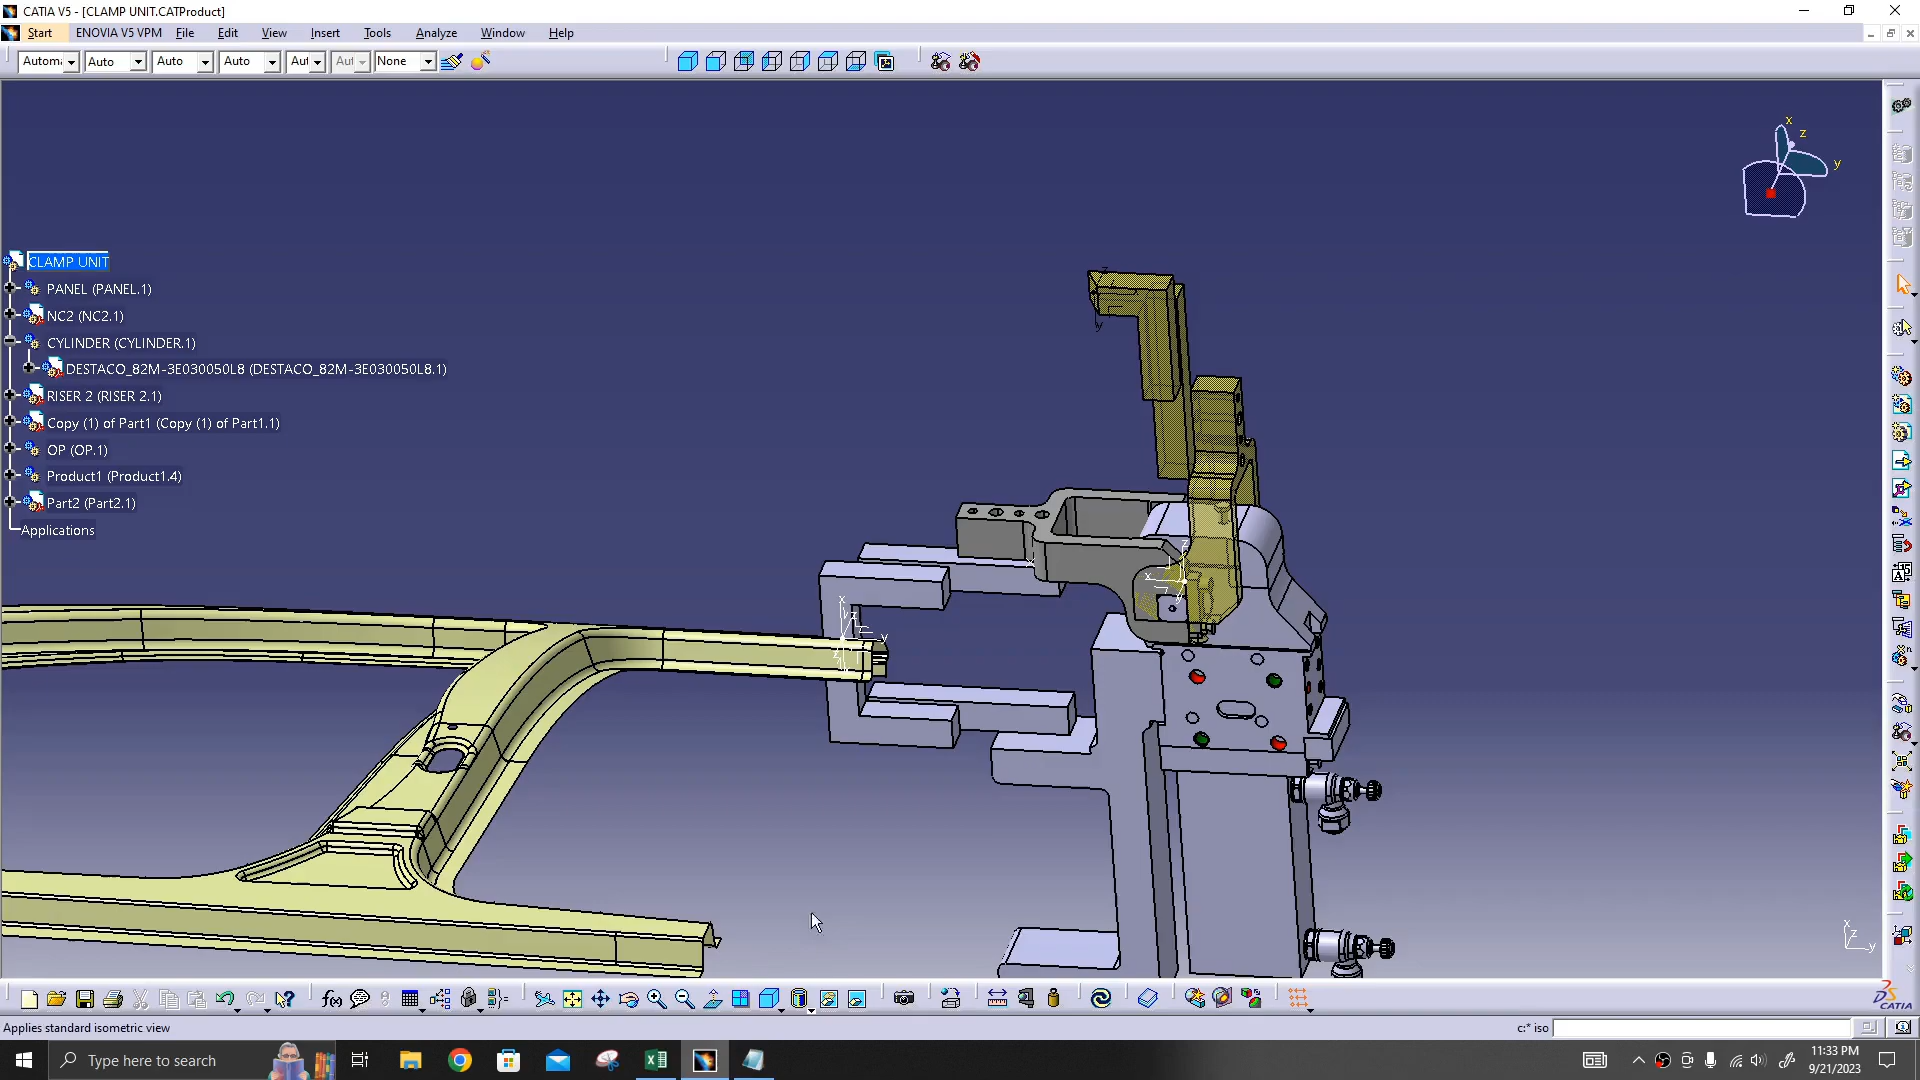 CATIA V5 - [CLAMP UNIT.CATProduct]
Start ENOVIA V5 VPM File Edit View Insert Tools Analyze Window Help
Auto Auto Auto Au Au None
x
z
y
CLAMP UNIT
PANEL (PANEL.1)
NC2 (NC2.1)
CYLINDER (CYLINDER.1)
DESTACO_82M-3E030050L8 (DESTACO_82M-3E030050L8.1)
RISER 2 (RISER 2.1)
Copy (1) of Part1 (Copy (1) of Part1.1)
OP (OP.1)
Product1 (Product1.4)
Part2 (Part2.1)
Applications
y
z
x
y
x
y
x
z
y
f(x)
CATIA
Applies standard isometric view
c:* iso
Type here to search
11:33 PM
9/21/2023